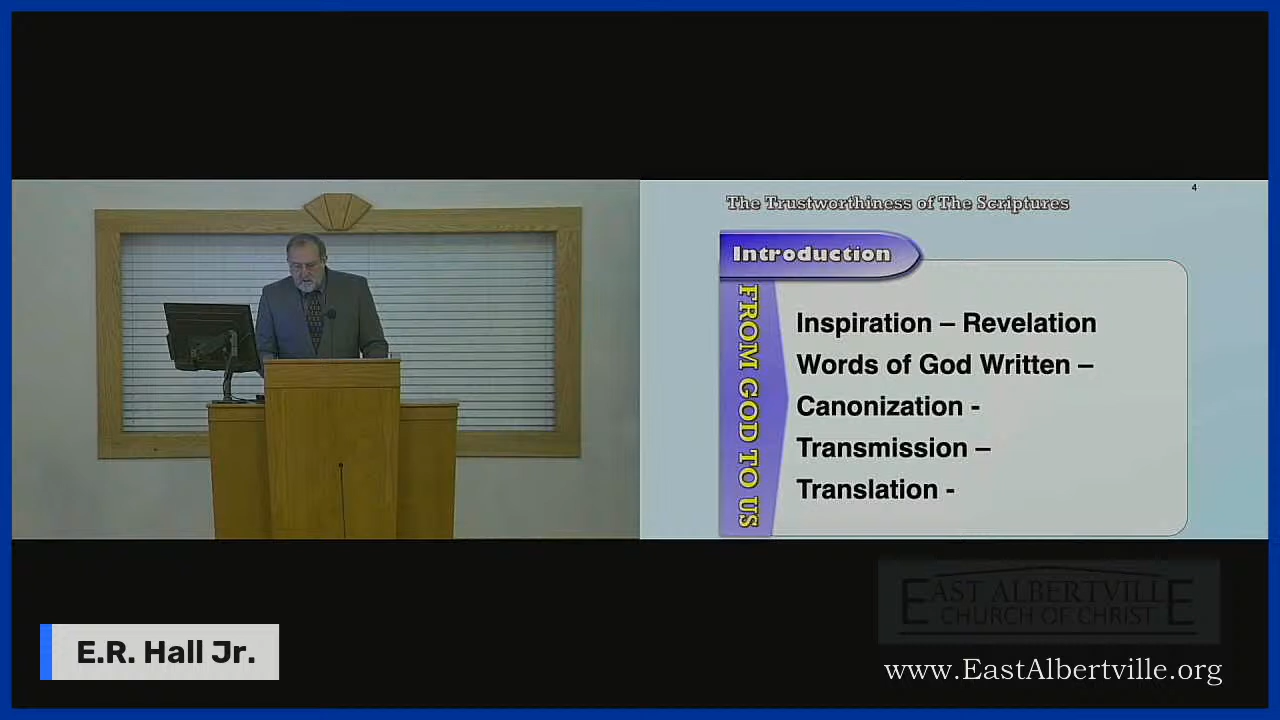 4
The Trustworthiness of The Scriptures
Introduction
FROM GOD TO US
Inspiration – Revelation
Words of God Written –
Canonization -
Transmission –
Translation -
EAST ALBERTVILLE
CHURCH OF CHRIST
E.R. Hall Jr.
www.EastAlbertville.org